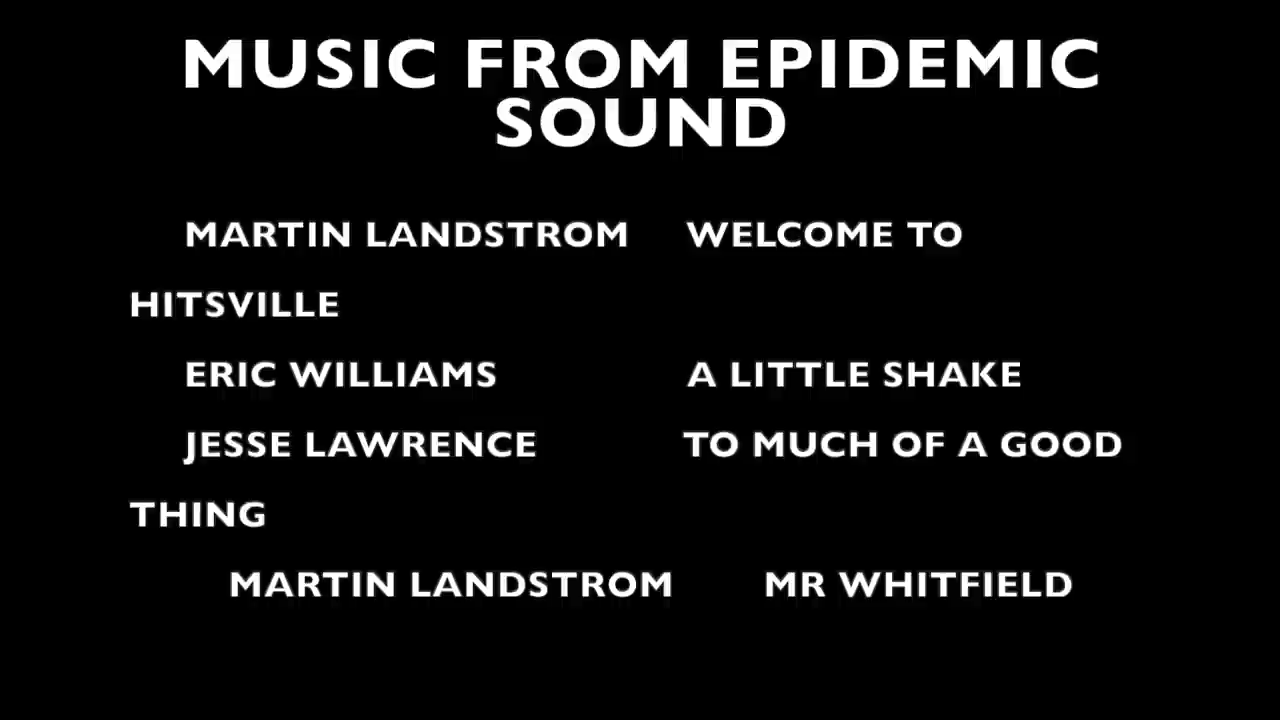 MUSIC FROM EPIDEMIC
SOUND
MARTIN LANDSTROM WELCOME TO
HITSVILLE
ERIC WILLIAMS A LITTLE SHAKE
JESSE LAWRENCE TO MUCH OF A GOOD
THING
MARTIN LANDSTROM MR WHITFIELD